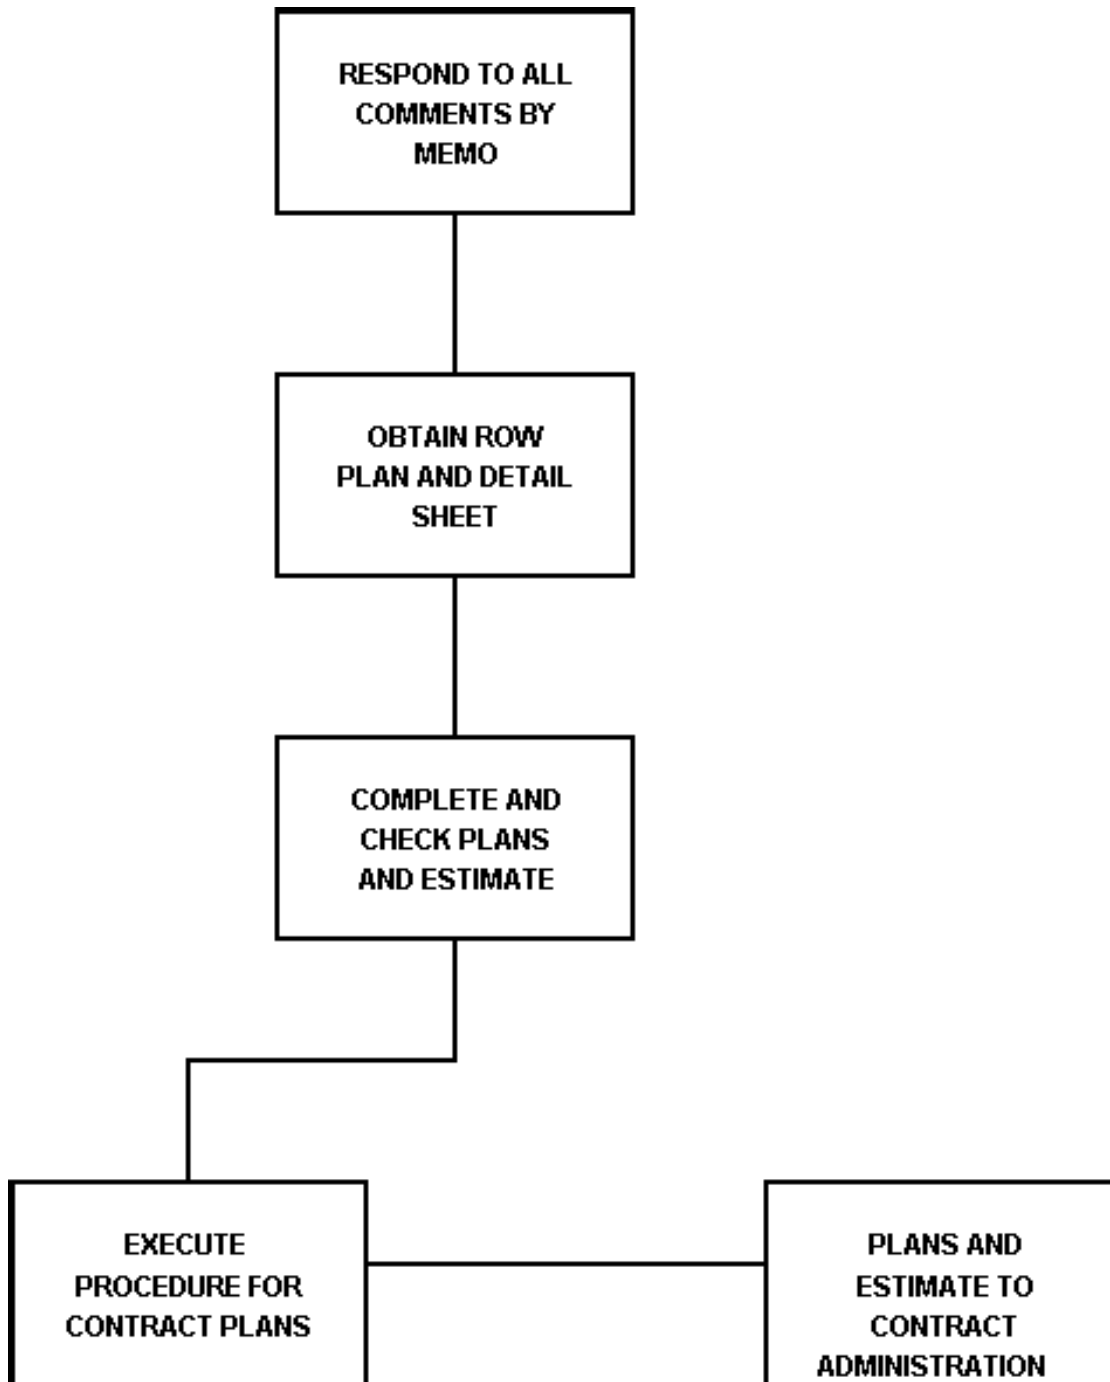 RESPOND TO ALL
COMMENTS BY
MEMO
OBTAIN ROW
PLAN AND DETAIL
SHEET
COMPLETE AND
CHECK PLANS
AND ESTIMATE
EXECUTE
PROCEDURE FOR
CONTRACT PLANS
PLANS AND
ESTIMATE TO
CONTRACT
ADMINISTRATION